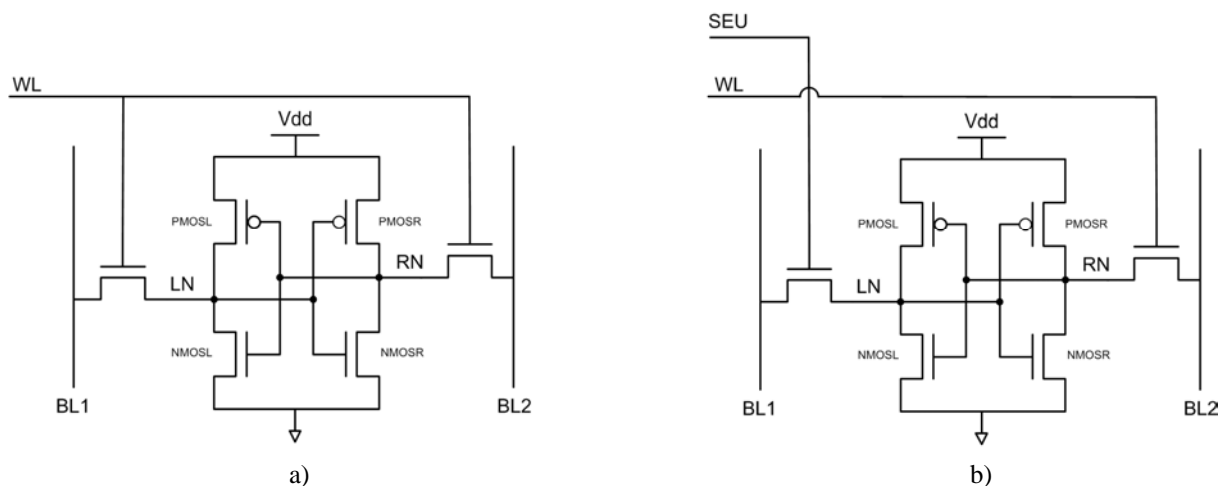 WL
Vdd
PMOSL
PMOSR
LN
RN
NMOSL
NMOSR
BL1
BL2
a)
SEU
WL
Vdd
PMOSL
PMOSR
LN
RN
NMOSL
NMOSR
BL1
BL2
b)